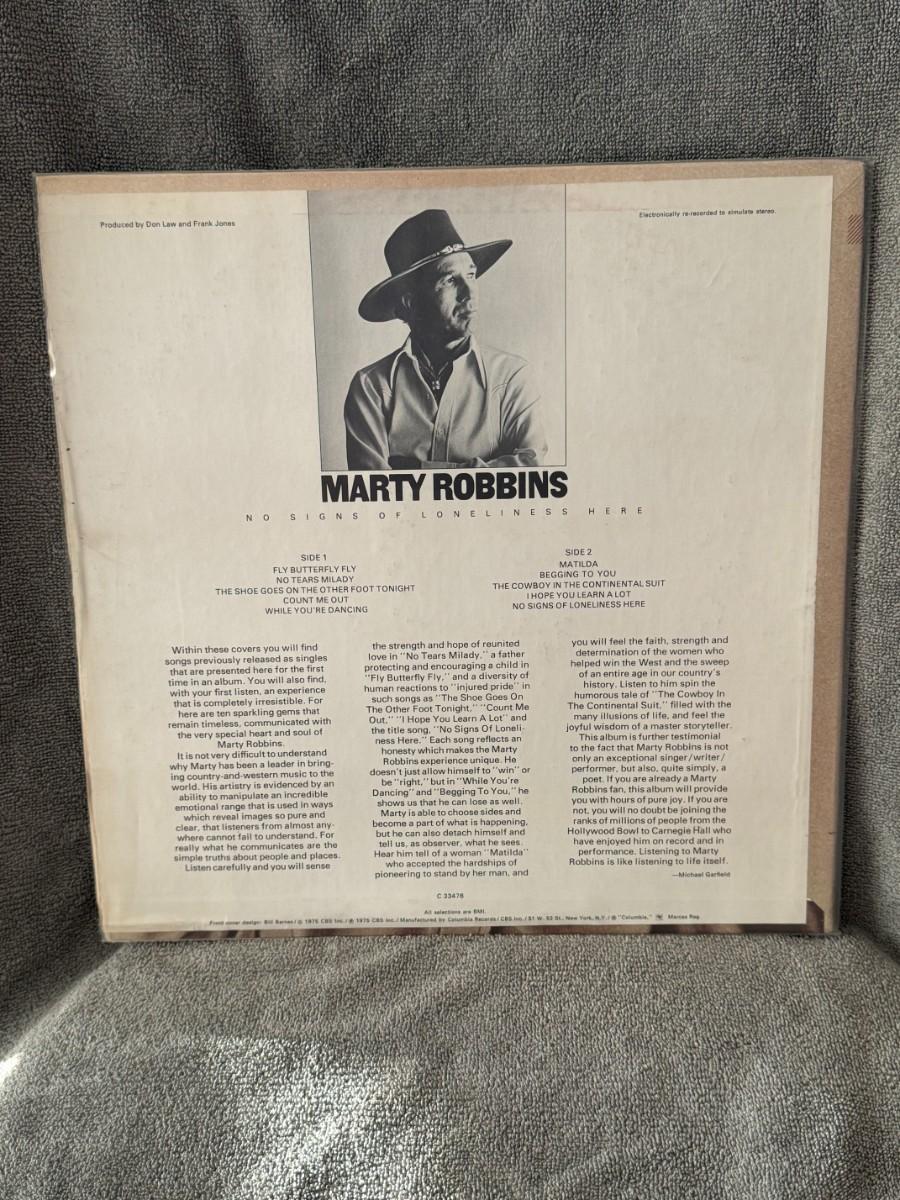 Produced by Don Law and Frank Jones
Electronically re-recorded to simulate stereo.
MARTY ROBBINS
NO SIGNS OF LONELINESS HERE
SIDE 1
FLY BUTTERFLY FLY
NO TEARS MILADY
THE SHOE GOES ON THE OTHER FOOT TONIGHT
COUNT ME OUT
WHILE YOU'RE DANCING
SIDE 2
MATILDA
BEGGING TO YOU
THE COWBOY IN THE CONTINENTAL SUIT
I HOPE YOU LEARN A LOT
NO SIGNS OF LONELINESS HERE
Within these covers you will find
songs previously released as singles
that are presented here for the first
time in an album. You will also find,
with your first listen, an experience
that is completely irresistible. For
here are ten sparkling gems that
remain timeless, communicated with
the very special heart and soul of
Marty Robbins.
It is not very difficult to understand
why Marty has been a leader in bring-
ing country-and-western music to the
world. His artistry is evidenced by an
ability to manipulate an incredible
emotional range that is used in ways
which reveal images so pure and
clear, that listeners from almost any-
where cannot fail to understand. For
really what he communicates are the
simple truths about people and places.
Listen carefully and you will sense
the strength and hope of reunited
love in "No Tears Milady," a father
protecting and encouraging a child in
"Fly Butterfly Fly," and a diversity of
human reactions to "injured pride" in
such songs as "The Shoe Goes On
The Other Foot Tonight," "Count Me
Out," "I Hope You Learn A Lot" and
the title song, "No Signs Of Loneli-
ness Here." Each song reflects an
honesty which makes the Marty
Robbins experience unique. He
doesn't just allow himself to "win" or
be "right," but in "While You're
Dancing" and "Begging To You," he
shows us that he can lose as well.
Marty is able to choose sides and
become a part of what is happening,
but he can also detach himself and
tell us, as observer, what he sees.
Hear him tell of a woman "Matilda"
who accepted the hardships of
pioneering to stand by her man, and
you will feel the faith, strength and
determination of the women who
helped win the West and the sweep
of an entire age in our country's
history. Listen to him spin the
humorous tale of "The Cowboy In
The Continental Suit," filled with the
many illusions of life, and feel the
joyful wisdom of a master storyteller.
This album is further testimonial
to the fact that Marty Robbins is not
only an exceptional singer/writer/
performer, but also, quite simply, a
poet. If you are already a Marty
Robbins fan, this album will provide
you with hours of pure joy. If you are
not, you will no doubt be joining the
ranks of millions of people from the
Hollywood Bowl to Carnegie Hall who
have enjoyed him on record and in
performance. Listening to Marty
Robbins is like listening to life itself.
—Michael Garfield
C 33476
All selections are BMI.
Front cover design: Bill Barnes/© 1975 CBS Inc./℗ 1975 CBS Inc./Manufactured by Columbia Records/CBS Inc./51 W. 52 St., New York, N.Y./® "Columbia," Marcas Reg.